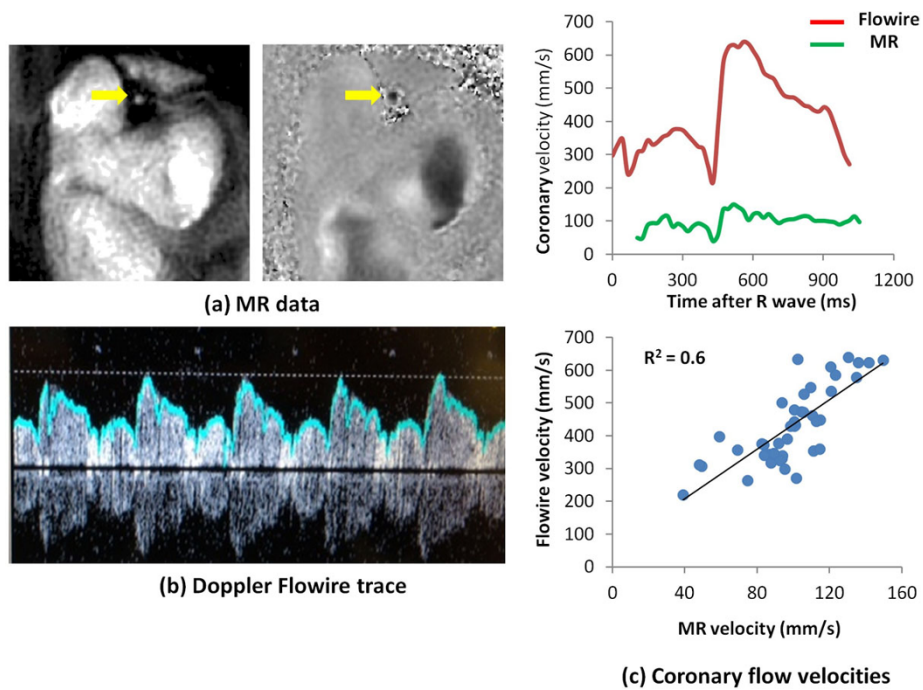 (a) MR data
(b) Doppler Flowire trace
Flowire
MR
Coronary velocity (mm/s)
700
600
500
400
300
200
100
0
0 300 600 900 1200
Time after R wave (ms)
R² = 0.6
Flowire velocity (mm/s)
700
600
500
400
300
200
100
0
0 40 80 120 160
MR velocity (mm/s)
(c) Coronary flow velocities